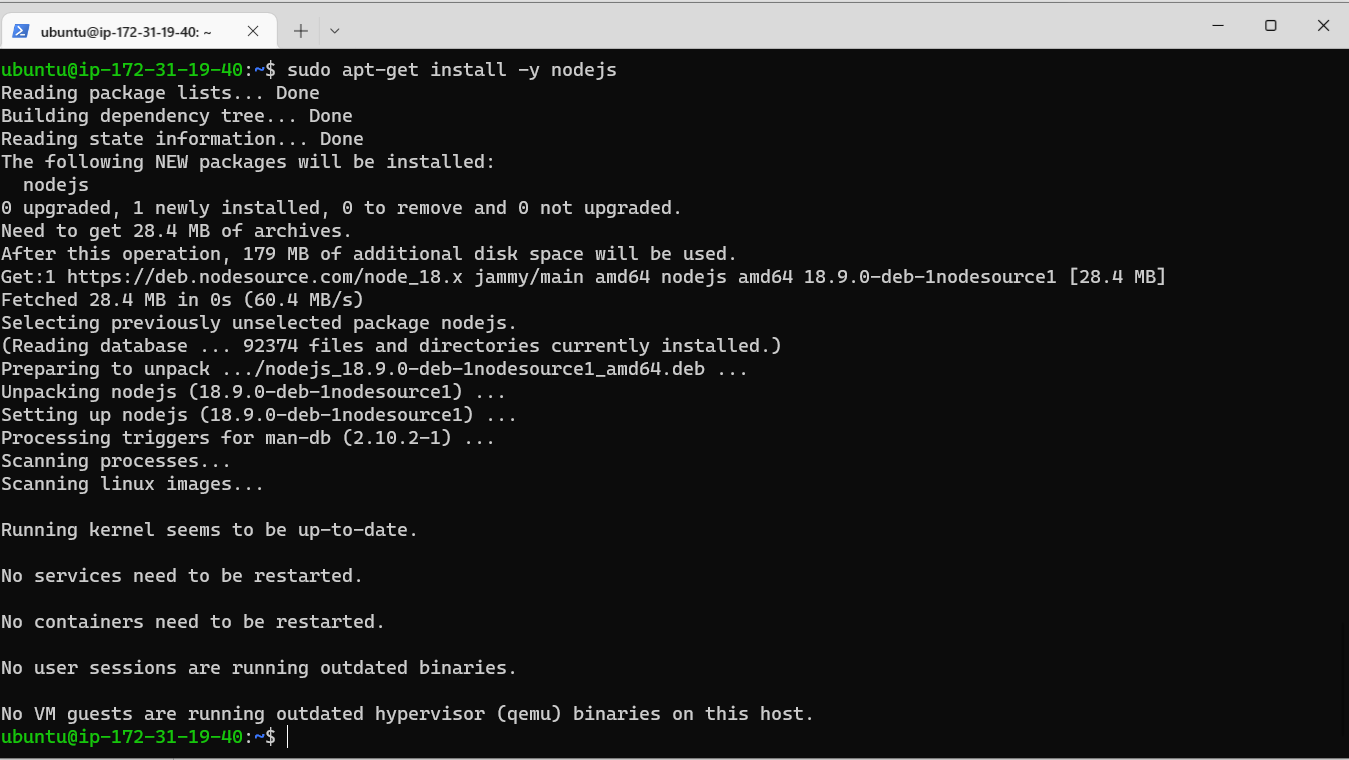 ubuntu@ip-172-31-19-40: ~
ubuntu@ip-172-31-19-40:~$ sudo apt-get install -y nodejs
Reading package lists... Done
Building dependency tree... Done
Reading state information... Done
The following NEW packages will be installed:
  nodejs
0 upgraded, 1 newly installed, 0 to remove and 0 not upgraded.
Need to get 28.4 MB of archives.
After this operation, 179 MB of additional disk space will be used.
Get:1 https://deb.nodesource.com/node_18.x jammy/main amd64 nodejs amd64 18.9.0-deb-1nodesource1 [28.4 MB]
Fetched 28.4 MB in 0s (60.4 MB/s)
Selecting previously unselected package nodejs.
(Reading database ... 92374 files and directories currently installed.)
Preparing to unpack .../nodejs_18.9.0-deb-1nodesource1_amd64.deb ...
Unpacking nodejs (18.9.0-deb-1nodesource1) ...
Setting up nodejs (18.9.0-deb-1nodesource1) ...
Processing triggers for man-db (2.10.2-1) ...
Scanning processes...
Scanning linux images...
Running kernel seems to be up-to-date.
No services need to be restarted.
No containers need to be restarted.
No user sessions are running outdated binaries.
No VM guests are running outdated hypervisor (qemu) binaries on this host.
ubuntu@ip-172-31-19-40:~$